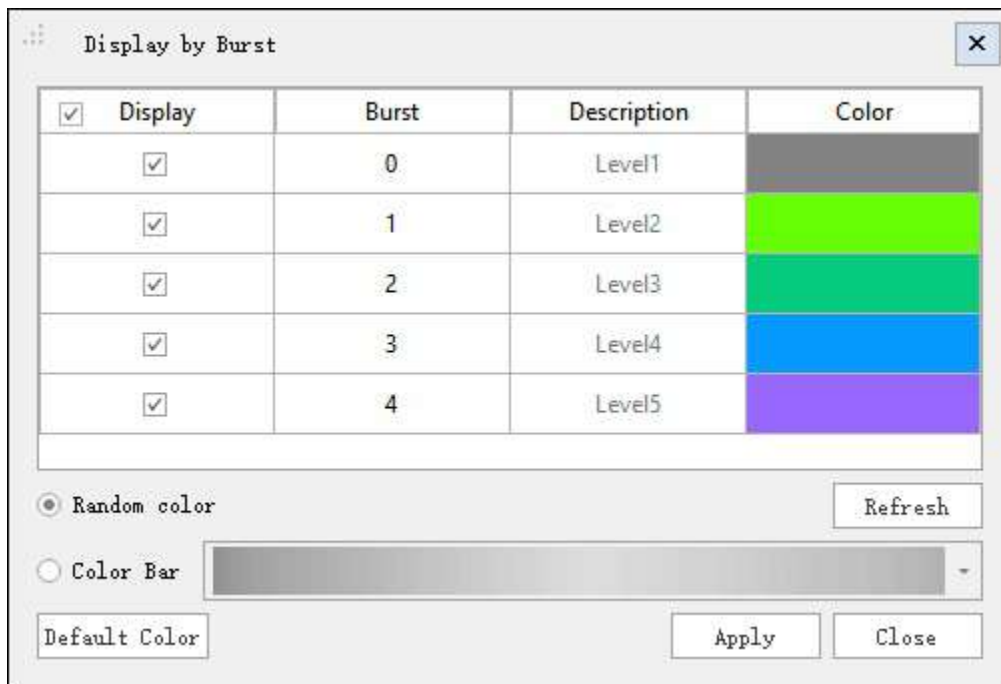 Display by Burst
Display Burst Description Color
0 Level1
1 Level2
2 Level3
3 Level4
4 Level5
Random color Refresh
Color Bar
Default Color Apply Close